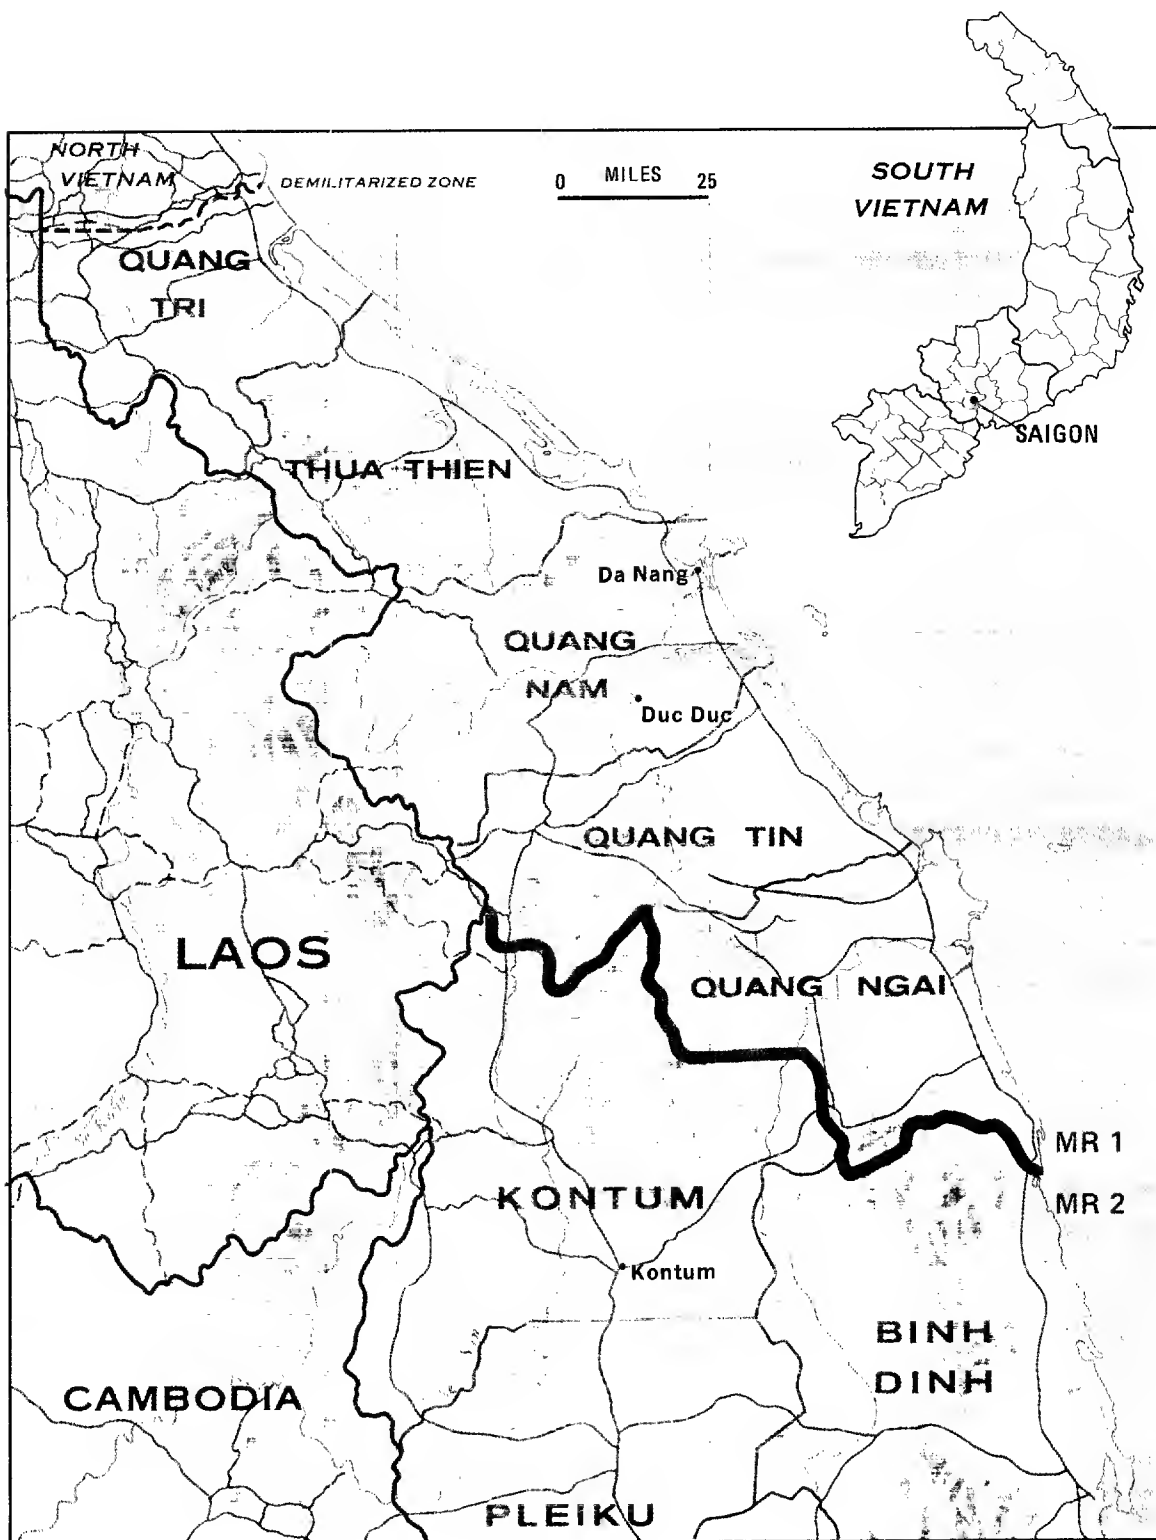 NORTH
VIETNAM
DEMILITARIZED ZONE
0 MILES 25
SOUTH
VIETNAM
QUANG
TRI
SAIGON
THUA THIEN
Da Nang
QUANG
NAM
Duc Duc
QUANG TIN
LAOS
QUANG NGAI
MR 1
KONTUM
MR 2
Kontum
BINH
DINH
CAMBODIA
PLEIKU